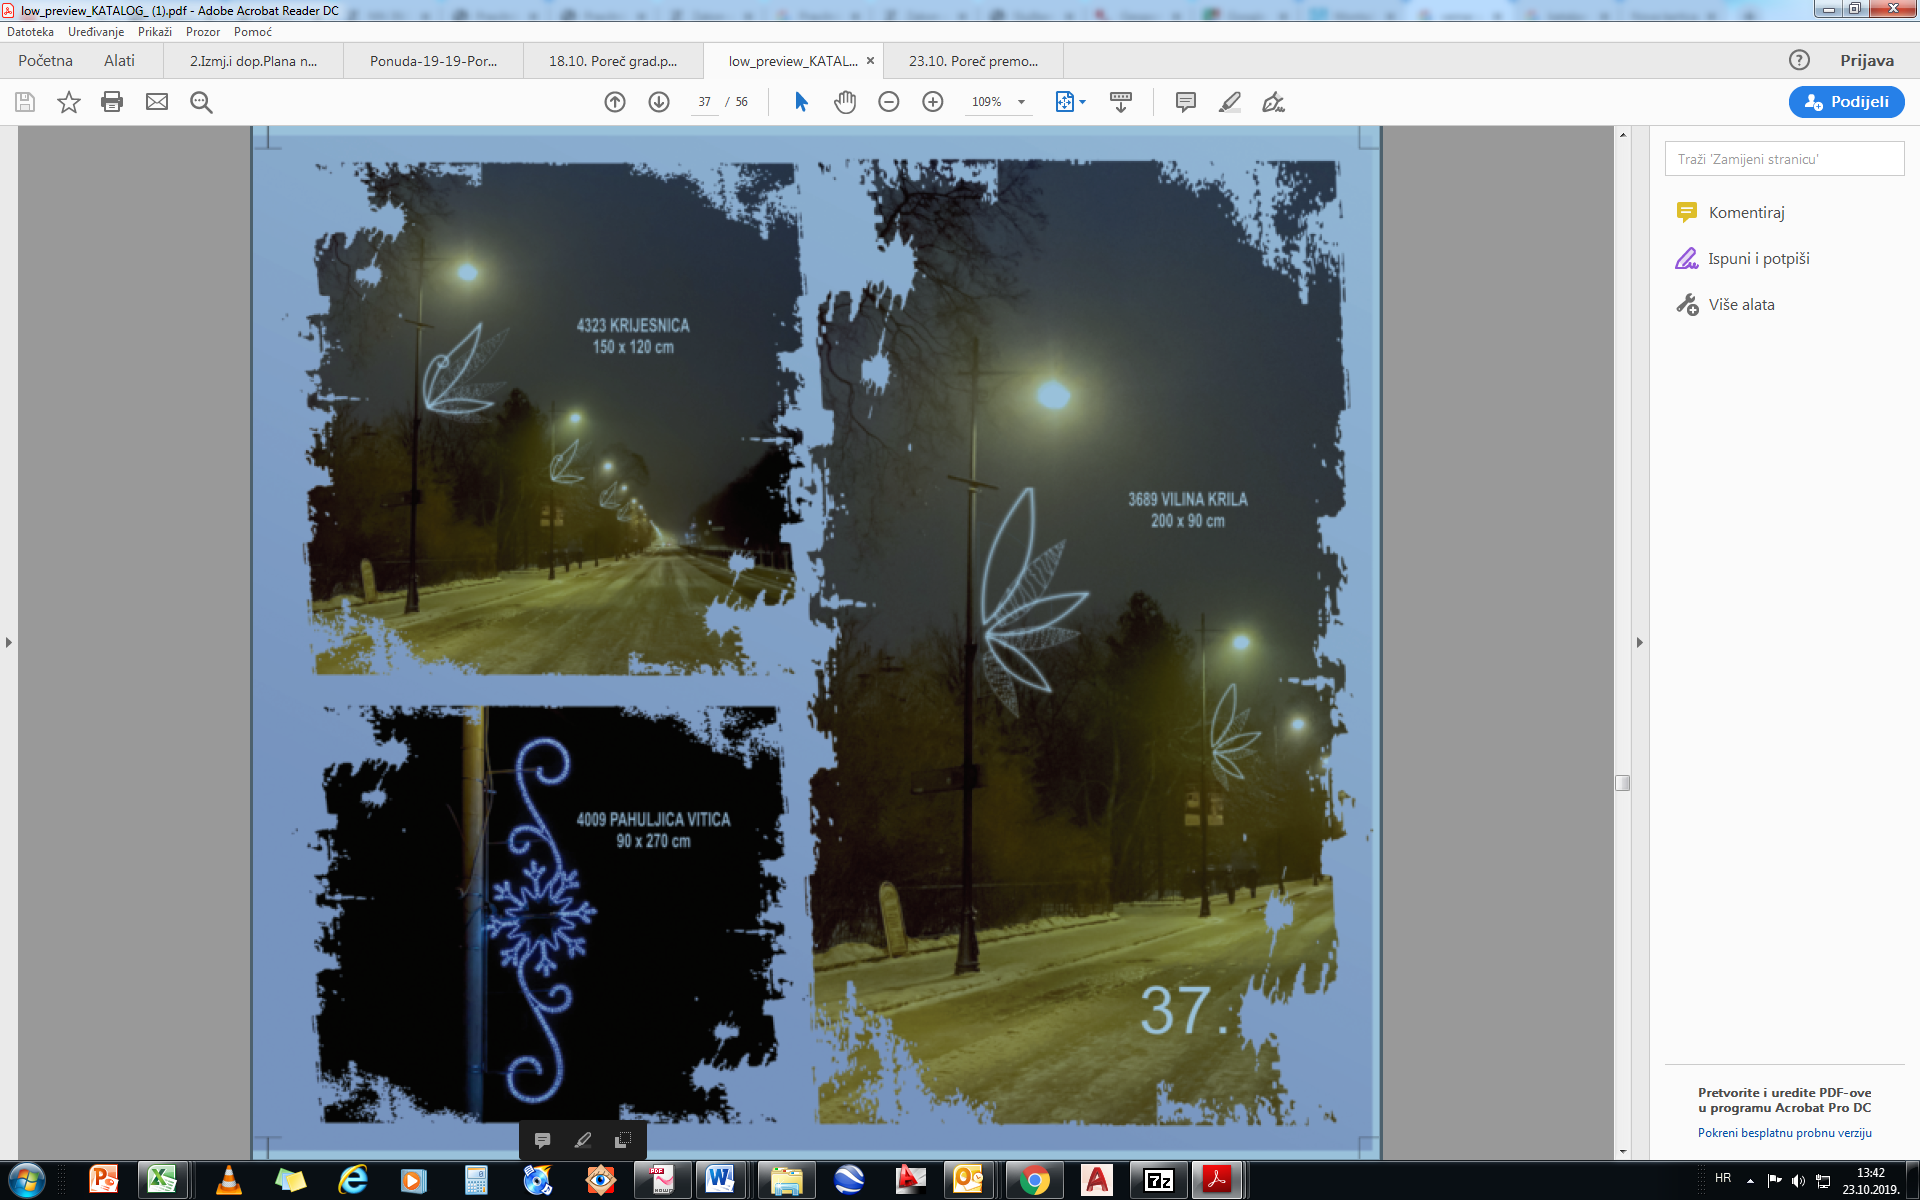 low_preview_KATALOG_ (1).pdf - Adobe Acrobat Reader DC
Datoteka Uređivanje Prikaži Prozor Pomoć
Početna Alati 2.Izmj.i dop.Plana n... Ponuda-19-19-Por... 18.10. Poreč grad.p... low_preview_KATAL... × 23.10. Poreč premo... Prijava
37 / 56 109% Podijeli
Traži 'Zamijeni stranicu'
Komentiraj
Ispuni i potpiši
Više alata
4323 KRIJESNICA
150 x 120 cm
3689 VILINA KRILA
200 x 90 cm
4009 PAHULJICA VITICA
90 x 270 cm
37.
Pretvorite i uredite PDF-ove
u programu Acrobat Pro DC
Pokreni besplatnu probnu verziju
HR
13:42
23.10.2019.